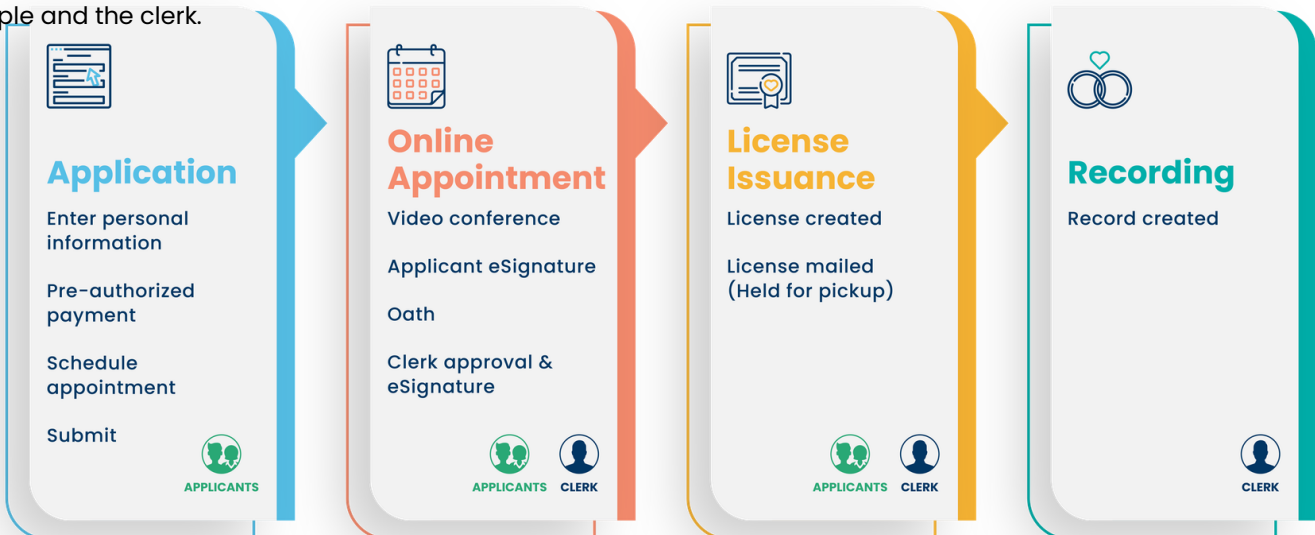 ple and the clerk.
Application
Enter personal
information
Pre-authorized
payment
Schedule
appointment
Submit
APPLICANTS
Online
Appointment
Video conference
Applicant eSignature
Oath
Clerk approval &
eSignature
APPLICANTS CLERK
License
Issuance
License created
License mailed
(Held for pickup)
APPLICANTS CLERK
Recording
Record created
CLERK